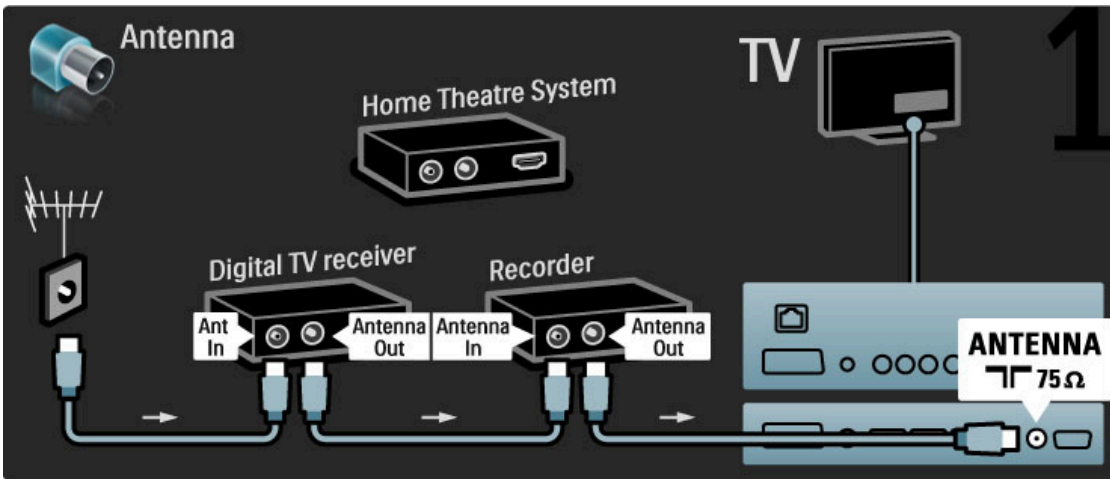 Antenna
TV
1
Home Theatre System
Digital TV receiver
Recorder
Ant
In
Antenna
Out
Antenna
In
Antenna
Out
ANTENNA
75Ω